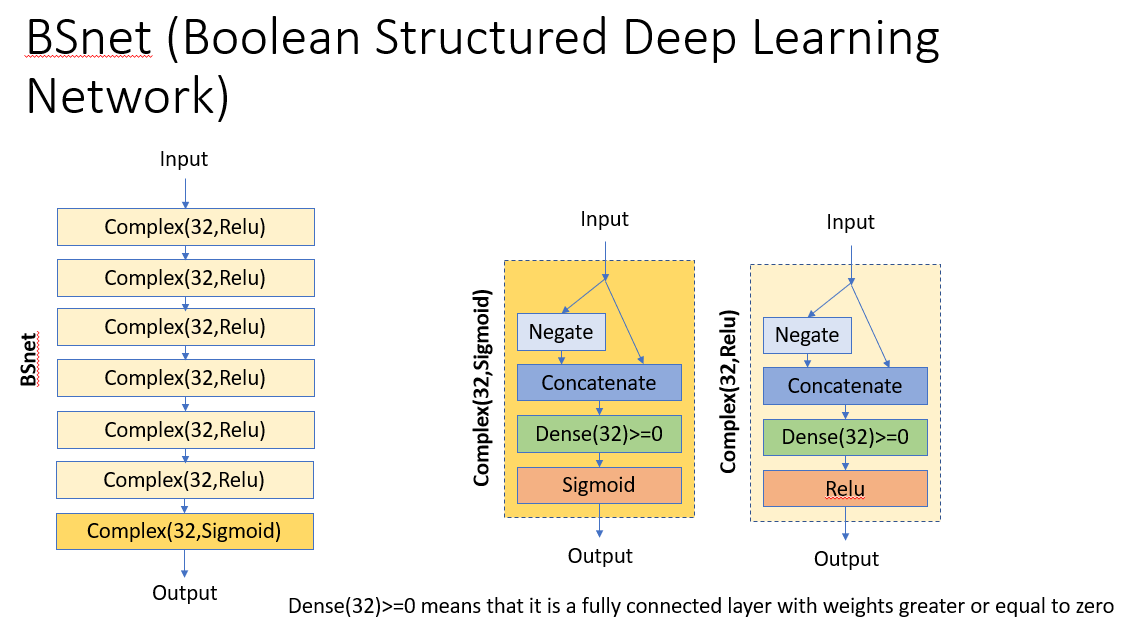 BSnet (Boolean Structured Deep Learning
Network)
Input
Complex(32,Relu)
Complex(32,Relu)
Complex(32,Relu)
Complex(32,Relu)
Complex(32,Relu)
Complex(32,Relu)
Complex(32,Sigmoid)
Output
BSnet
Input
Complex(32,Sigmoid)
Negate
Concatenate
Dense(32)>=0
Sigmoid
Output
Input
Complex(32,Relu)
Negate
Concatenate
Dense(32)>=0
Relu
Output
Dense(32)>=0 means that it is a fully connected layer with weights greater or equal to zero